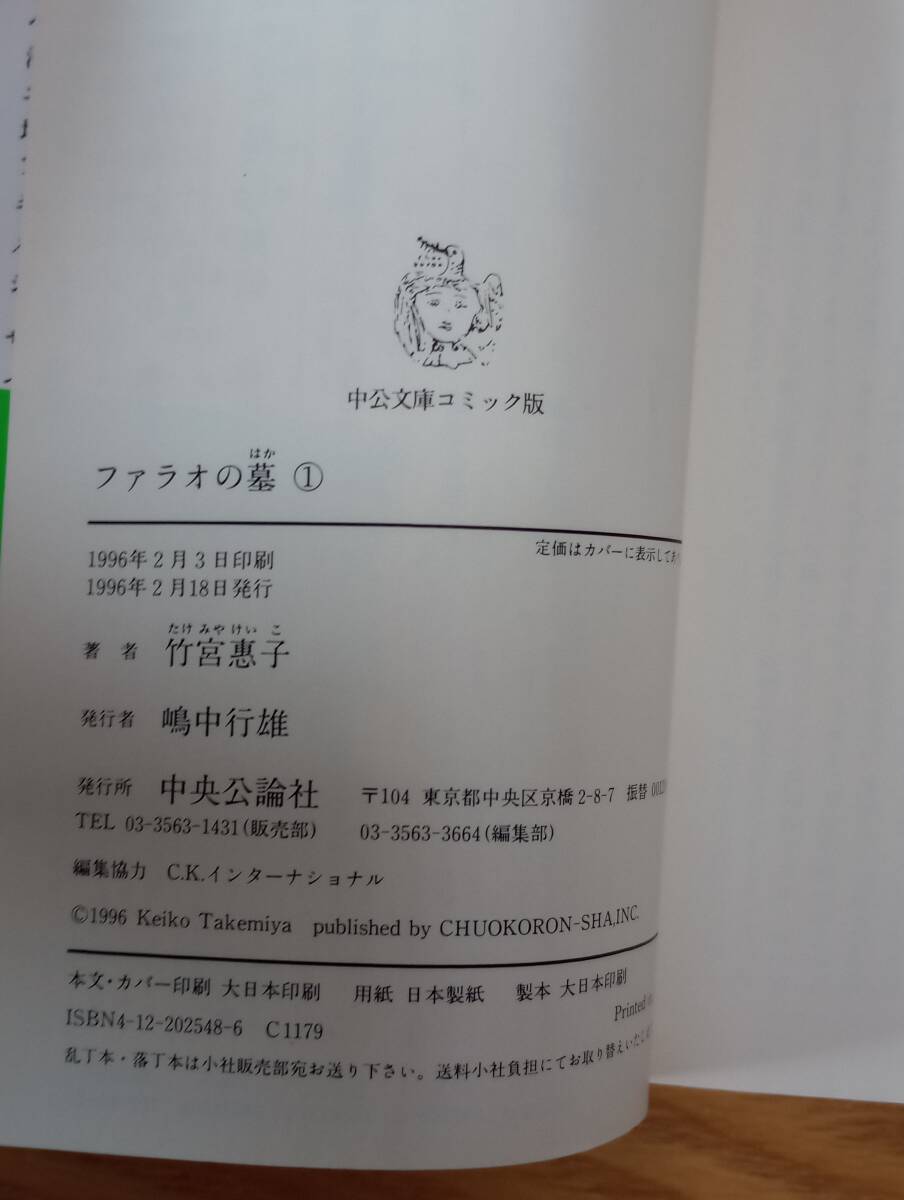 中公文庫コミック版
はか
ファラオの墓 ①
定価はカバーに表示してあ
1996年2月3日印刷
1996年2月18日発行
たけ みや けい こ
著者 竹宮惠子
発行者 嶋中行雄
発行所 中央公論社 〒104 東京都中央区京橋2-8-7 振替
TEL 03-3563-1431(販売部) 03-3563-3664(編集部)
編集協力 C.K.インターナショナル
©1996 Keiko Takemiya published by CHUOKORON-SHA,INC.
本文・カバー印刷 大日本印刷 用紙 日本製紙 製本 大日本印刷
Printed
ISBN4-12-202548-6 C1179
乱丁本・落丁本は小社販売部宛お送り下さい。送料小社負担にてお取り替えいた